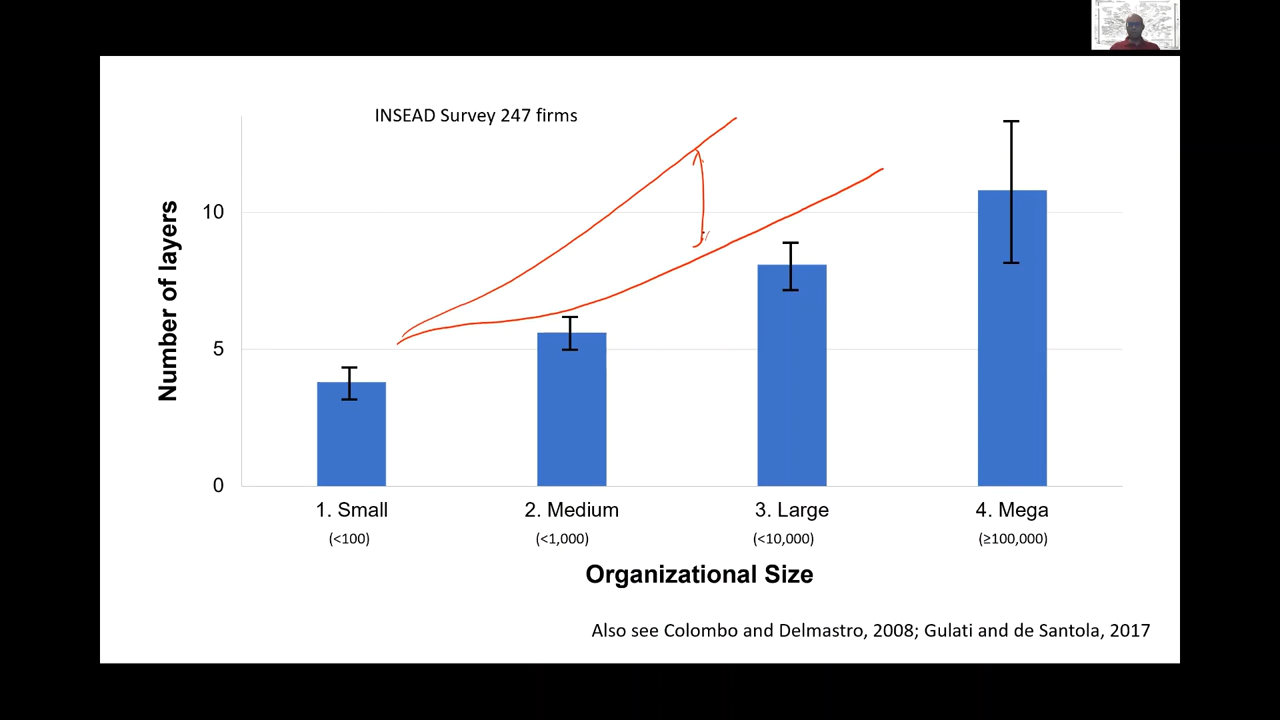 INSEAD Survey 247 firms
Number of layers
10
5
0
1. Small
(<100)
2. Medium
(<1,000)
3. Large
(<10,000)
4. Mega
(≥100,000)
Organizational Size
Also see Colombo and Delmastro, 2008; Gulati and de Santola, 2017